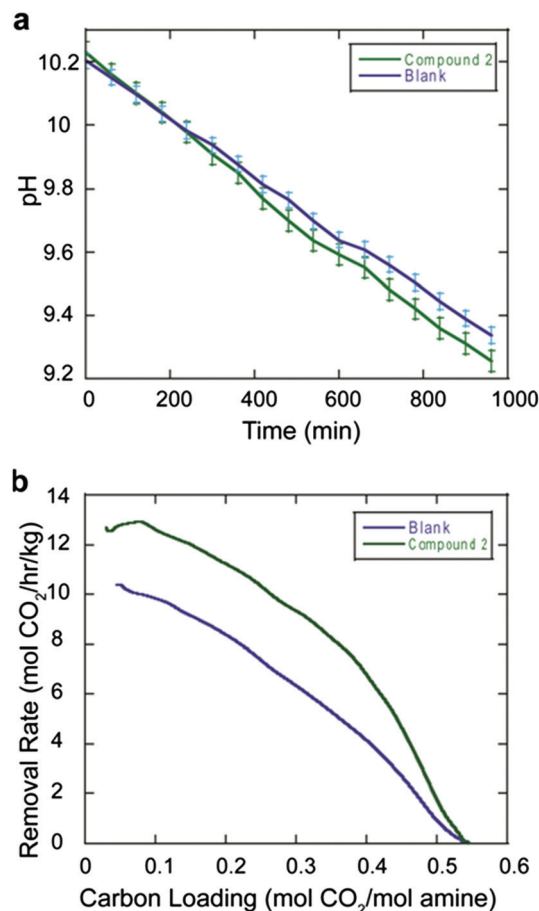 a
10.2
10
9.8
9.6
9.4
9.2
pH
Compound 2
Blank
0
200
400
600
800
1000
Time (min)
b
14
12
10
8
6
4
2
0
Removal Rate (mol CO₂/hr/kg)
Blank
Compound 2
0
0.1
0.2
0.3
0.4
0.5
0.6
Carbon Loading (mol CO₂/mol amine)